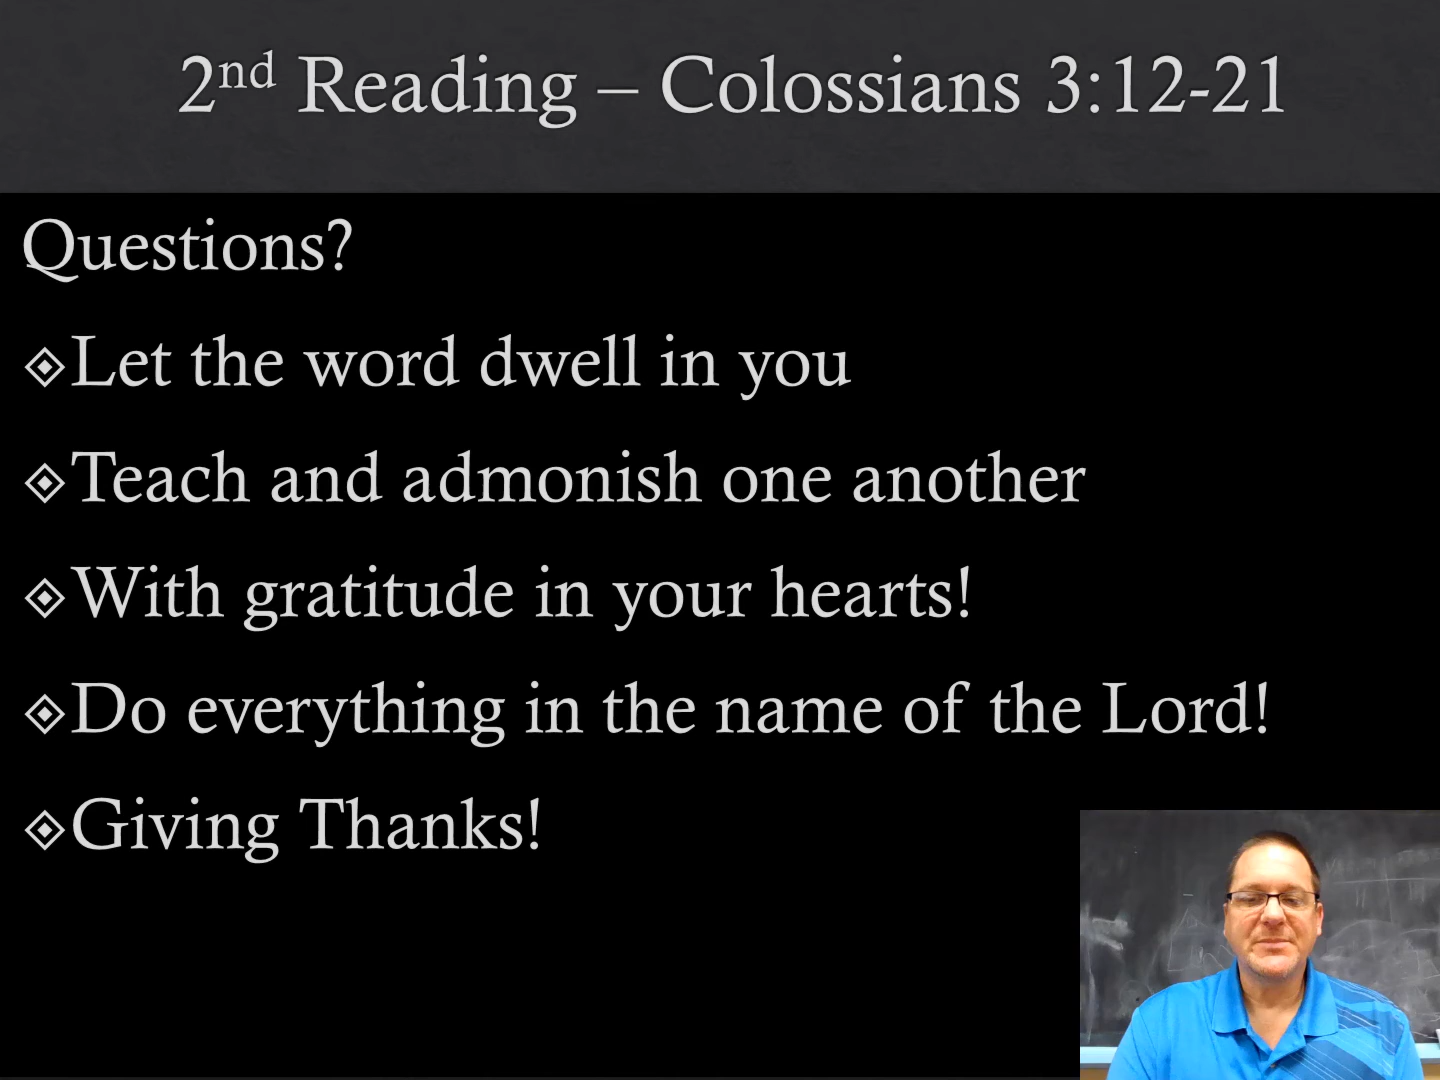 2nd Reading – Colossians 3:12-21
Questions?
Let the word dwell in you
Teach and admonish one another
With gratitude in your hearts!
Do everything in the name of the Lord!
Giving Thanks!